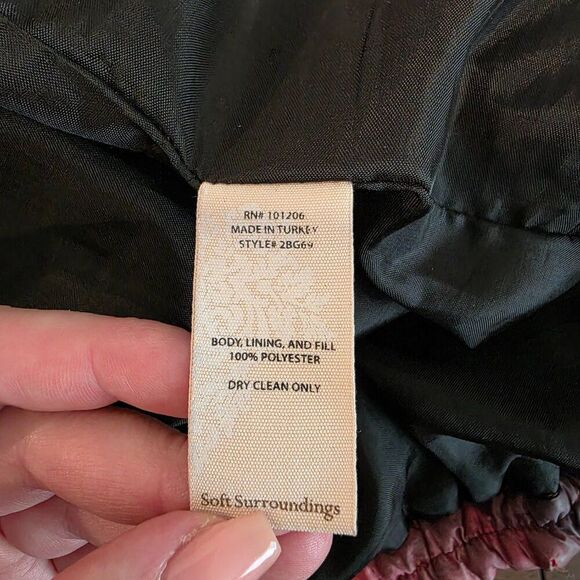 RN# 101206
MADE IN TURKEY
STYLE# 2BG69
BODY, LINING, AND FILL
100% POLYESTER
DRY CLEAN ONLY
Soft Surroundings